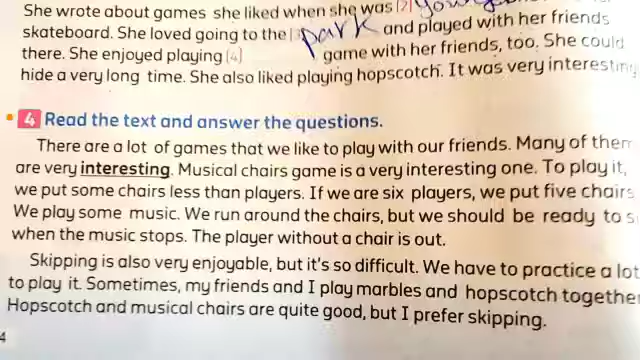 She wrote about games she liked when she was [2]
skateboard. She loved going to the park and played with her friends
there. She enjoyed playing [4] game with her friends, too. She could
hide a very long time. She also liked playing hopscotch. It was very interesting
4 Read the text and answer the questions.
There are a lot of games that we like to play with our friends. Many of them
are very interesting. Musical chairs game is a very interesting one. To play it,
we put some chairs less than players. If we are six players, we put five chairs
We play some music. We run around the chairs, but we should be ready to s
when the music stops. The player without a chair is out.
Skipping is also very enjoyable, but it's so difficult. We have to practice a lot
to play it. Sometimes, my friends and I play marbles and hopscotch together
Hopscotch and musical chairs are quite good, but I prefer skipping.
4